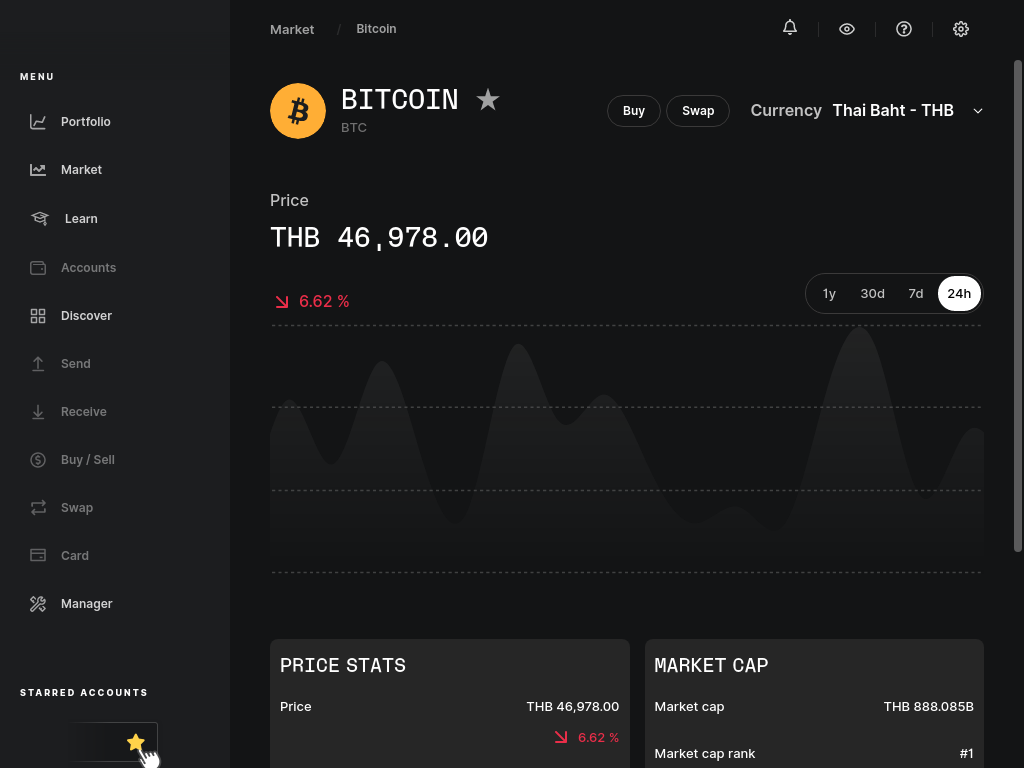 Market / Bitcoin
MENU
Portfolio
Market
Learn
Accounts
Discover
Send
Receive
Buy / Sell
Swap
Card
Manager
STARRED ACCOUNTS
BITCOIN
BTC
Buy
Swap
Currency Thai Baht - THB
Price
THB 46,978.00
6.62 %
1y 30d 7d 24h
PRICE STATS
Price THB 46,978.00
6.62 %
MARKET CAP
Market cap THB 888.085B
Market cap rank #1